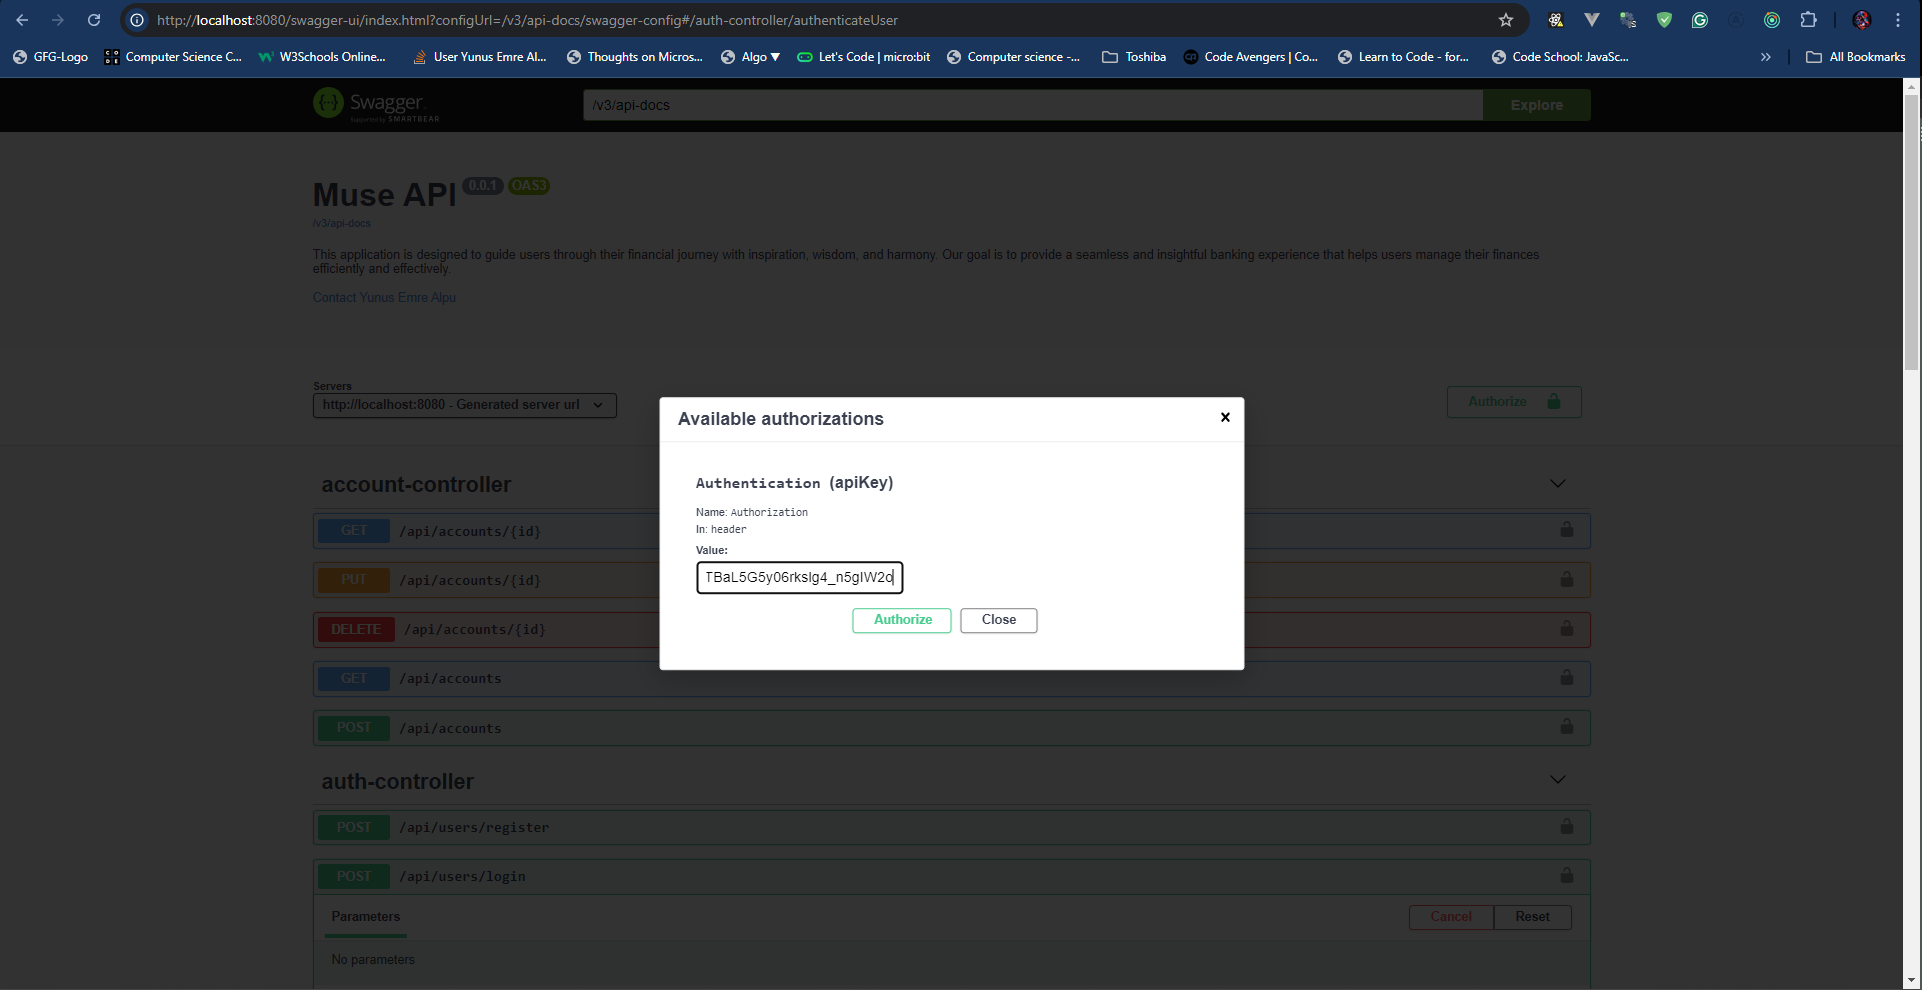 http://localhost:8080/swagger-ui/index.html?configUrl=/v3/api-docs/swagger-config#/auth-controller/authenticateUser
GFG-Logo Computer Science C... W3Schools Online... User Yunus Emre Al... Thoughts on Micros... Algo ▼ Let's Code | micro:bit Computer science -... Toshiba Code Avengers | Co... Learn to Code - for... Code School: JavaSc... » All Bookmarks
Swagger.
Supported by SMARTBEAR
/v3/api-docs
Explore
Muse API 0.0.1 OAS3
/v3/api-docs
This application is designed to guide users through their financial journey with inspiration, wisdom, and harmony. Our goal is to provide a seamless and insightful banking experience that helps users manage their finances
efficiently and effectively.
Contact Yunus Emre Alpu
Servers
http://localhost:8080 - Generated server url
Authorize
Available authorizations
Authentication (apiKey)
Name: Authorization
In: header
Value:
TBaL5G5y06rksIg4_n5gIW2o
Authorize Close
account-controller
GET /api/accounts/{id}
PUT /api/accounts/{id}
DELETE /api/accounts/{id}
GET /api/accounts
POST /api/accounts
auth-controller
POST /api/users/register
POST /api/users/login
Parameters
Cancel Reset
No parameters